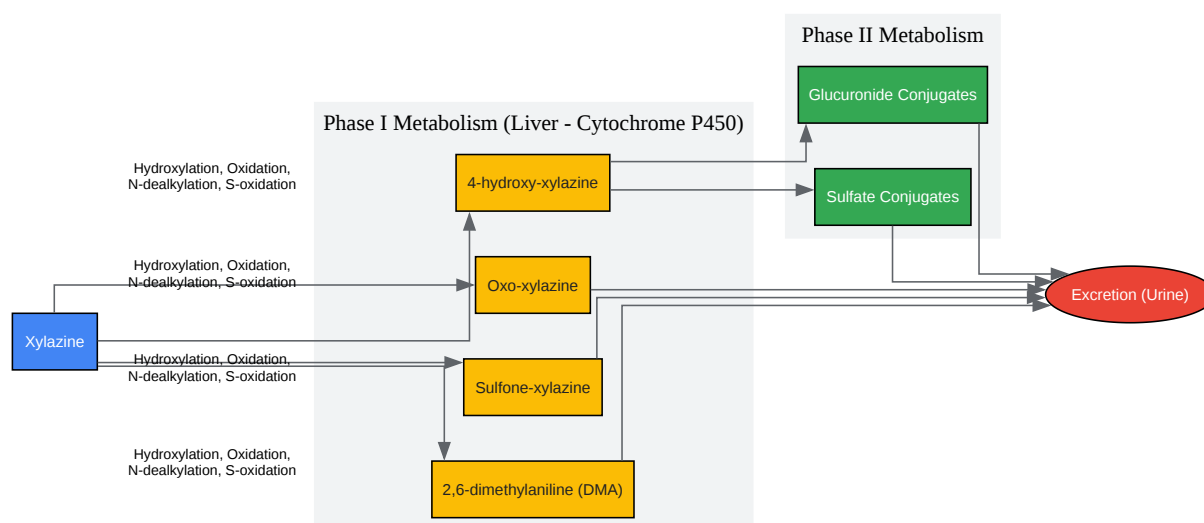 Phase II Metabolism
Glucuronide Conjugates
Phase I Metabolism (Liver - Cytochrome P450)
Hydroxylation, Oxidation,
N-dealkylation, S-oxidation
4-hydroxy-xylazine
Sulfate Conjugates
Hydroxylation, Oxidation,
N-dealkylation, S-oxidation
Oxo-xylazine
Excretion (Urine)
Xylazine
Hydroxylation, Oxidation,
N-dealkylation, S-oxidation
Sulfone-xylazine
Hydroxylation, Oxidation,
N-dealkylation, S-oxidation
2,6-dimethylaniline (DMA)